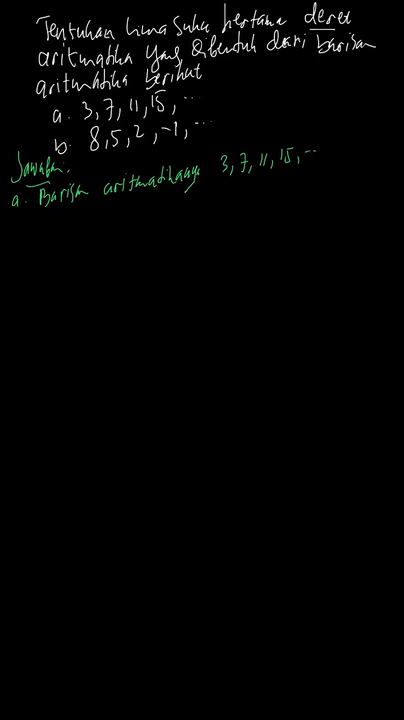 Tentukan lima suku pertama deret
aritmatika yang dibentuk dari barisan
aritmatika berikut
a. 3, 7, 11, 15, ...
b. 8, 5, 2, -1, ...
Jawaban.
a. Barisan aritmatikanya 3, 7, 11, 15, ...